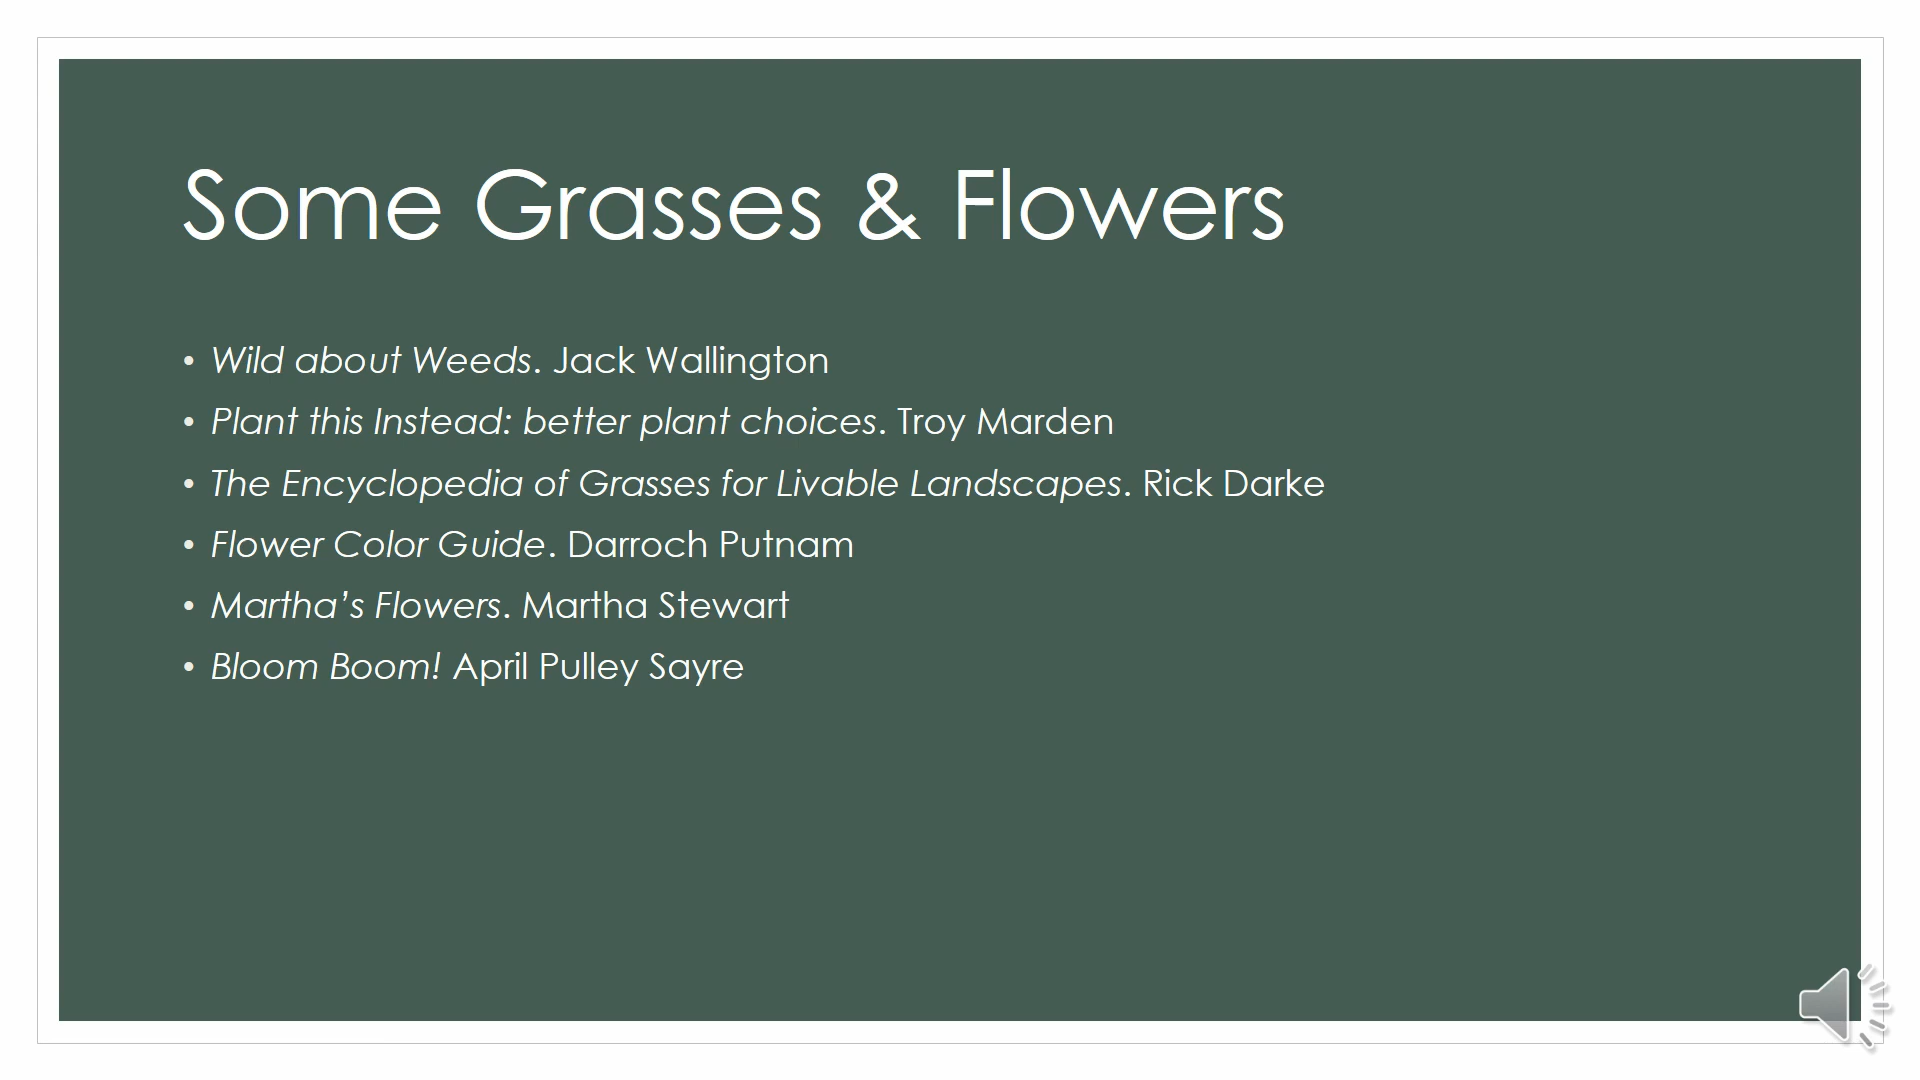 Some Grasses & Flowers
• Wild about Weeds. Jack Wallington
• Plant this Instead: better plant choices. Troy Marden
• The Encyclopedia of Grasses for Livable Landscapes. Rick Darke
• Flower Color Guide. Darroch Putnam
• Martha’s Flowers. Martha Stewart
• Bloom Boom! April Pulley Sayre